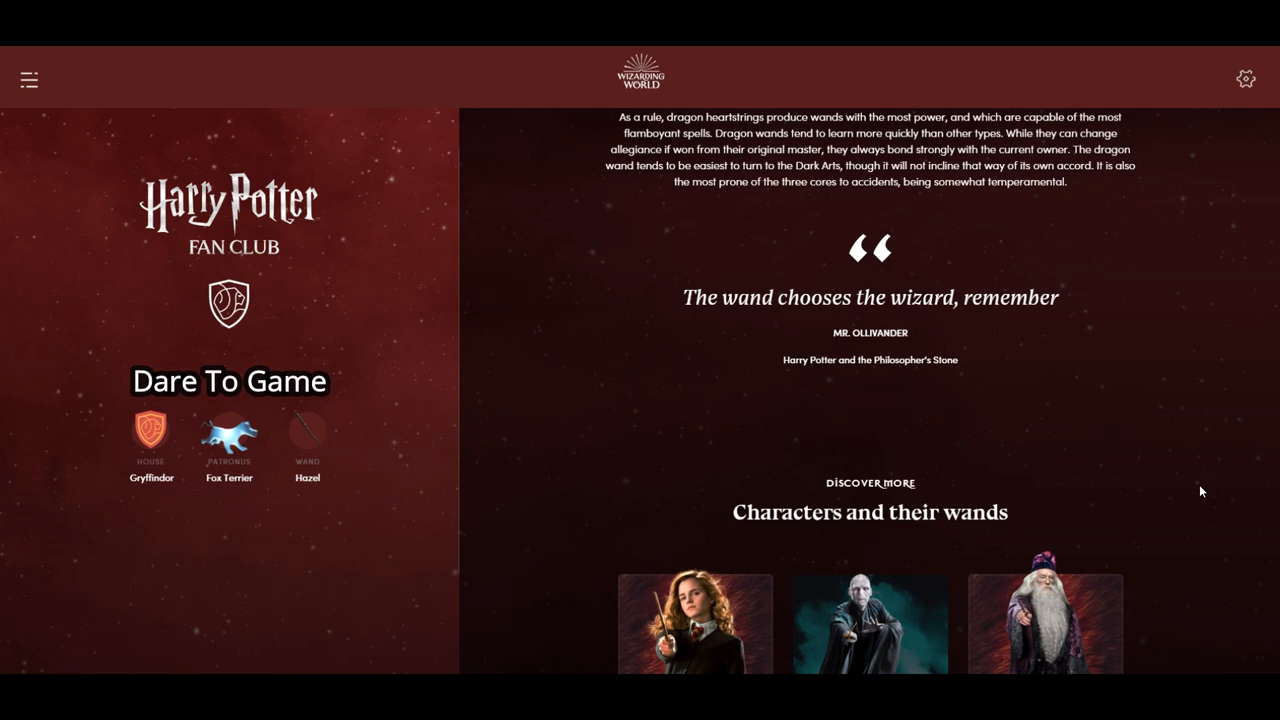 WIZARDING
WORLD
Harry Potter
FAN CLUB
Dare To Game
HOUSE
PATRONUS
WAND
Gryffindor
Fox Terrier
Hazel
As a rule, dragon heartstrings produce wands with the most power, and which are capable of the most
flamboyant spells. Dragon wands tend to learn more quickly than other types. While they can change
allegiance if won from their original master, they always bond strongly with the current owner. The dragon
wand tends to be easiest to turn to the Dark Arts, though it will not incline that way of its own accord. It is also
the most prone of the three cores to accidents, being somewhat temperamental.
“
The wand chooses the wizard, remember
MR. OLLIVANDER
Harry Potter and the Philosopher's Stone
DISCOVER MORE
Characters and their wands